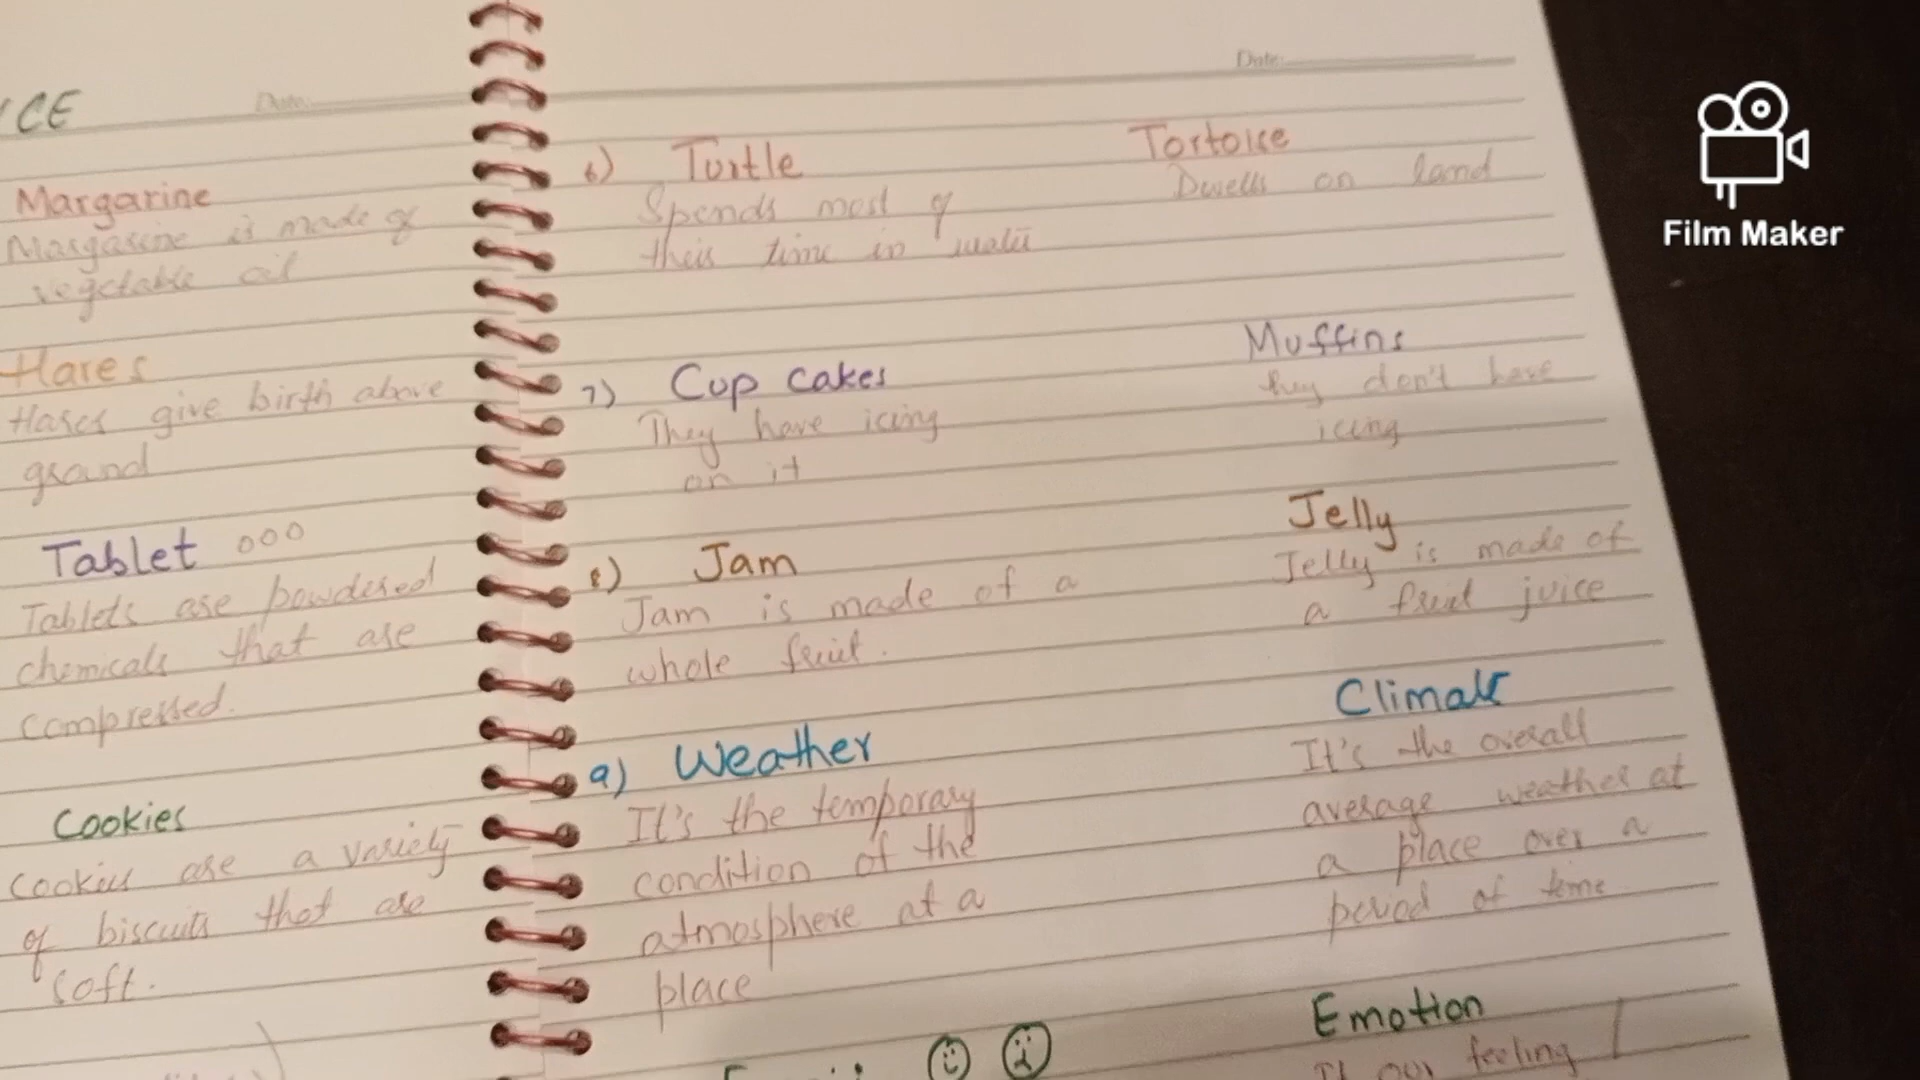 CE
Date:
Margarine
Margarine is made of
vegetable oil
Hares
Hares give birth above
ground
Tablet
Tablets are powdered
chemicals that are
compressed.
Cookies
Cookies are a variety
of biscuits that are
soft.
Date:
6) Turtle Tortoise
Spends most of Dwells on land
their time in water
7) Cup cakes Muffins
They have icing they don't have
on it icing
8) Jam Jelly
Jam is made of a Jelly is made of
whole fruit. a fruit juice
9) Weather Climate
It's the temporary It's the overall
condition of the average weather at
atmosphere at a a place over a
place period of time
Emotion
feeling
Film Maker